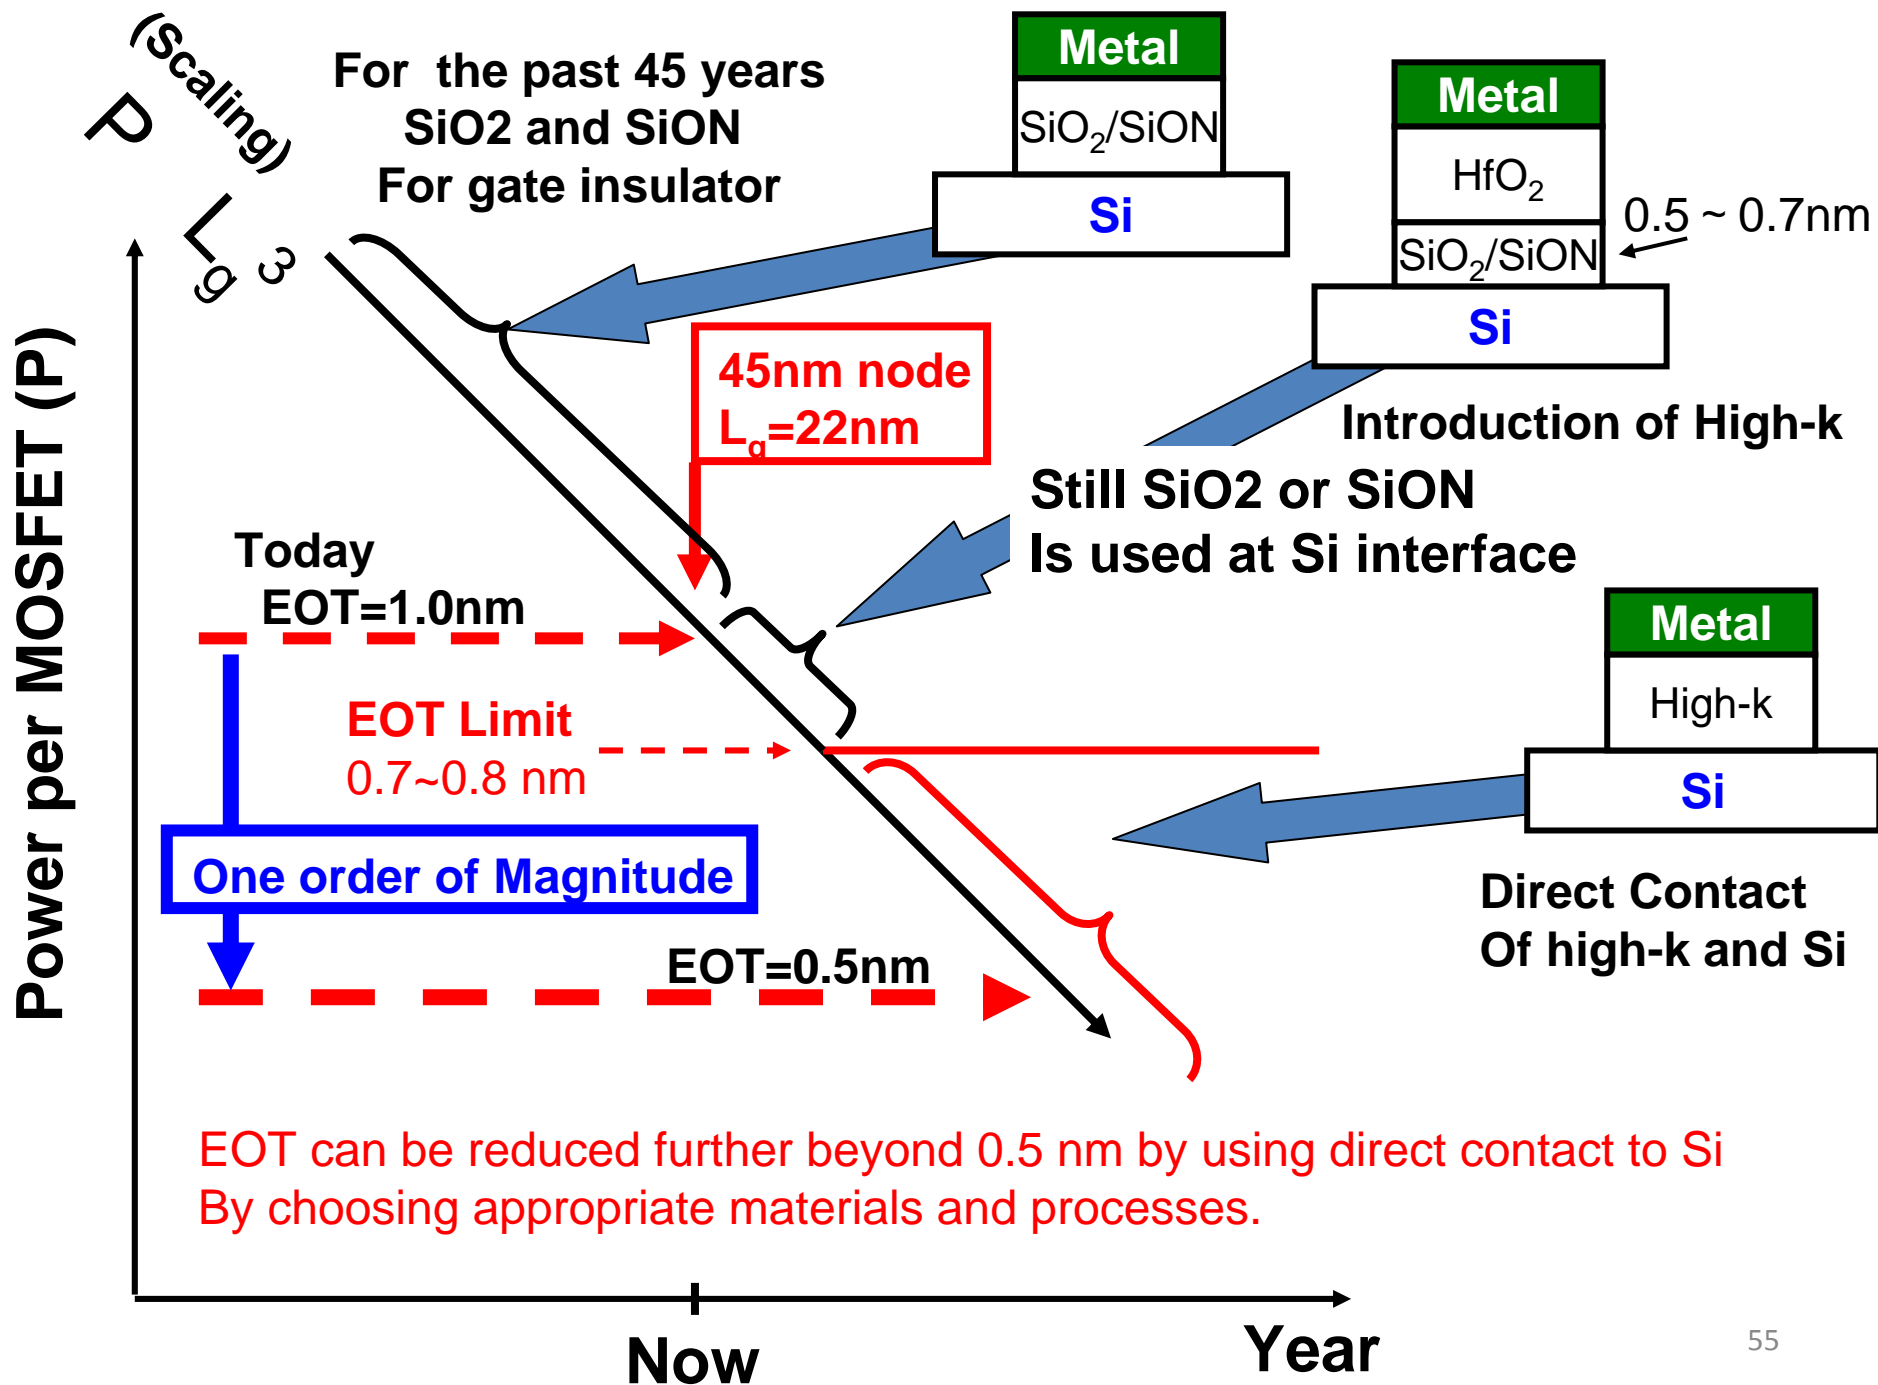 (Scaling)
P
Lg 3
For the past 45 years
SiO2 and SiON
For gate insulator
Metal
SiO2/SiON
Si
Metal
HfO2
SiO2/SiON
Si
0.5 ~ 0.7nm
Introduction of High-k
45nm node
Lg=22nm
Still SiO2 or SiON
Is used at Si interface
Power per MOSFET (P)
Today
EOT=1.0nm
EOT Limit
0.7~0.8 nm
One order of Magnitude
EOT=0.5nm
Metal
High-k
Si
Direct Contact
Of high-k and Si
EOT can be reduced further beyond 0.5 nm by using direct contact to Si
By choosing appropriate materials and processes.
Now
Year
55